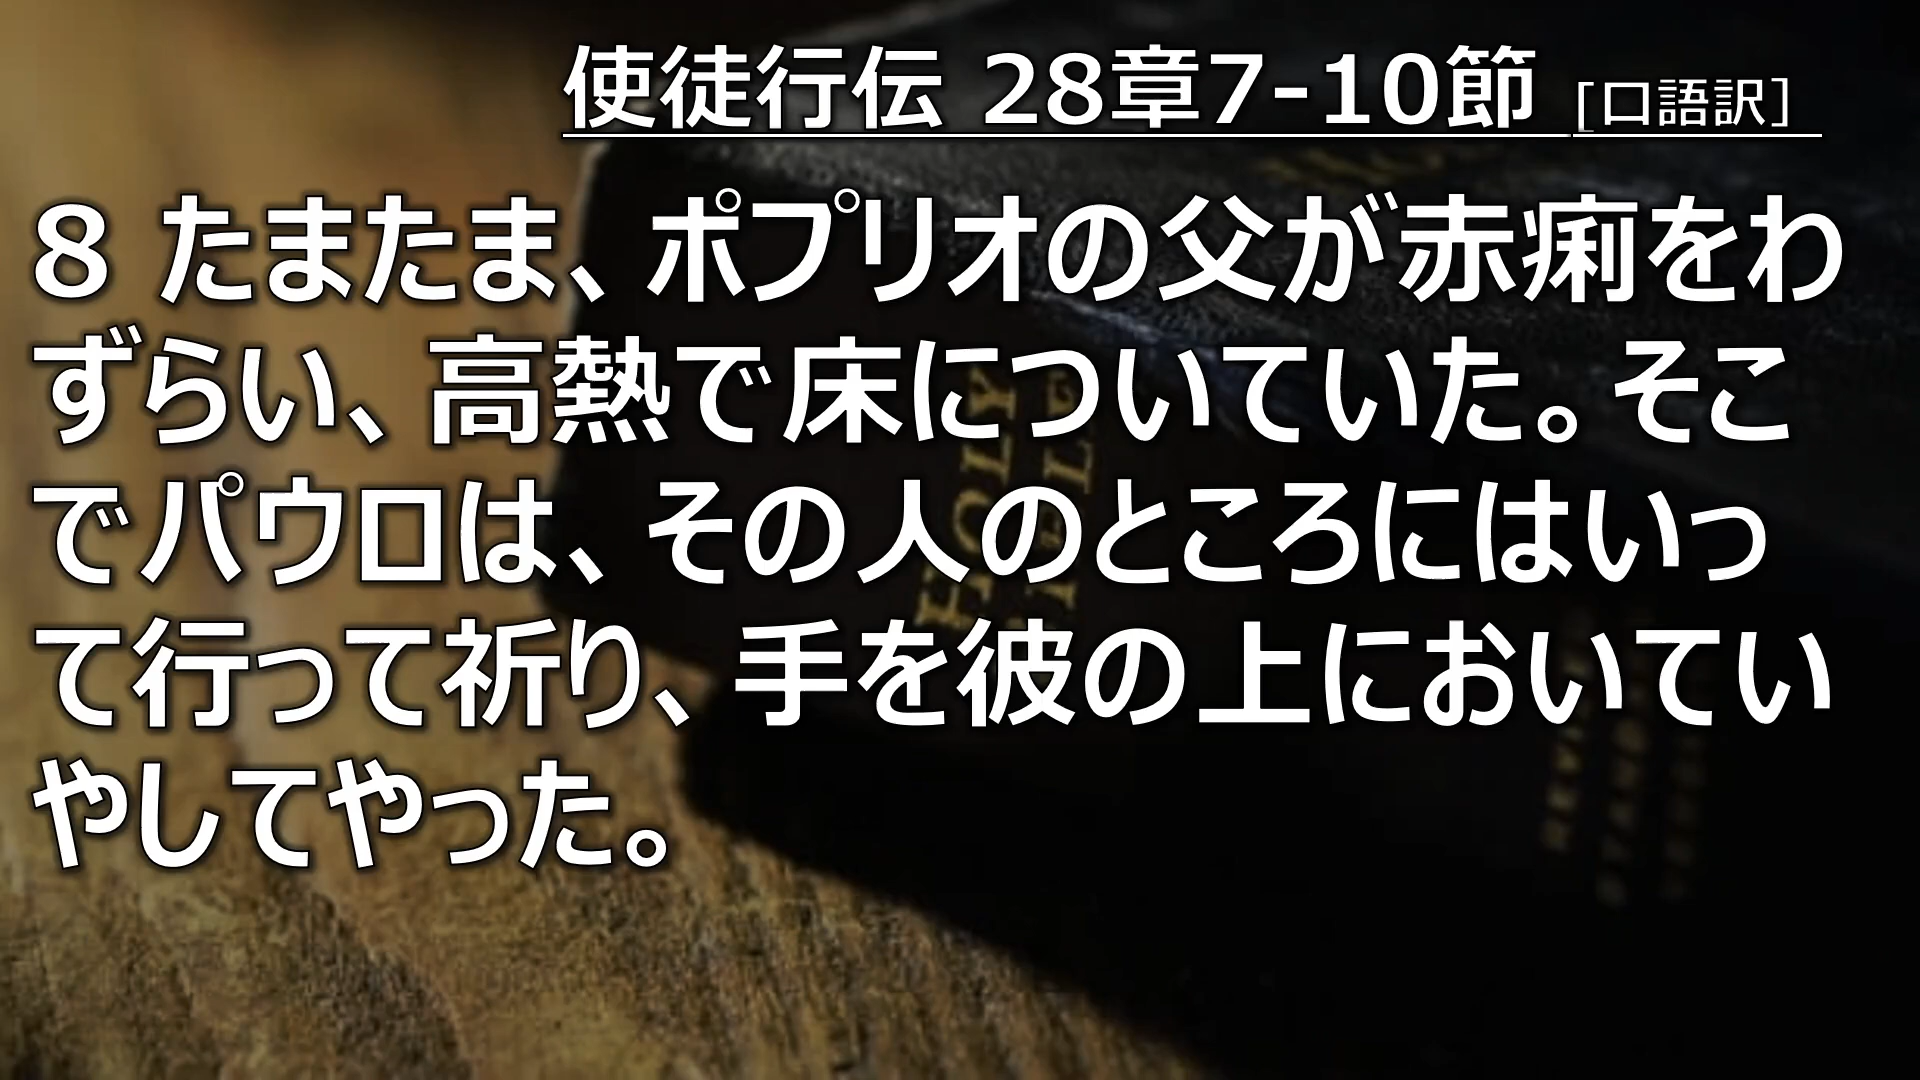 使徒行伝 28章7-10節 [口語訳]
8 たまたま、ポプリオの父が赤痢をわ
ずらい、高熱で床についていた。そこ
でパウロは、その人のところにはいっ
て行って祈り、手を彼の上においてい
やしてやった。
HOLY